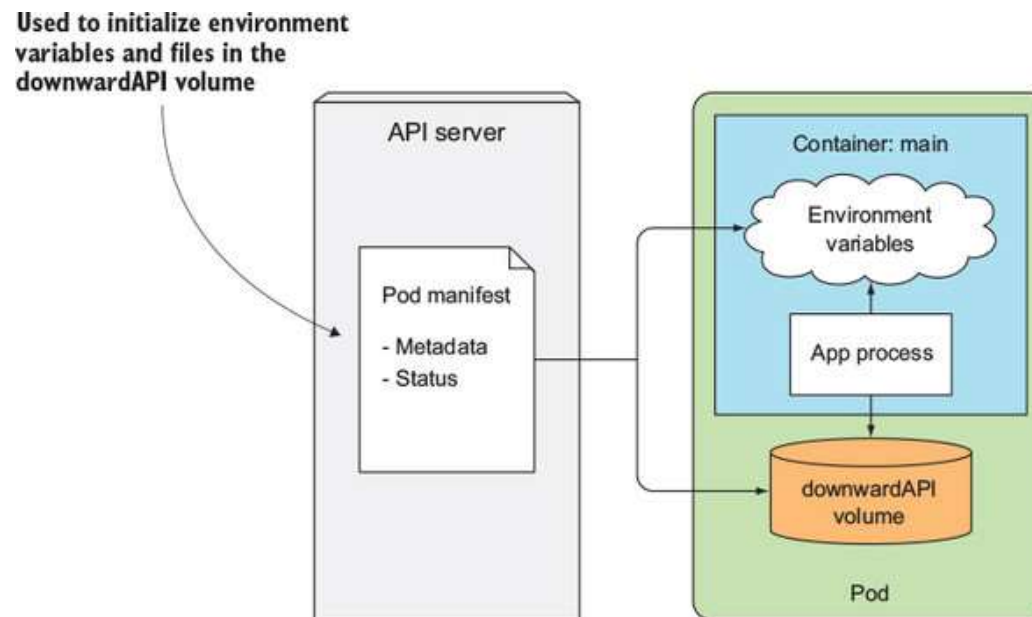 Used to initialize environment
variables and files in the
downwardAPI volume
API server
Pod manifest
- Metadata
- Status
Container: main
Environment
variables
App process
downwardAPI
volume
Pod